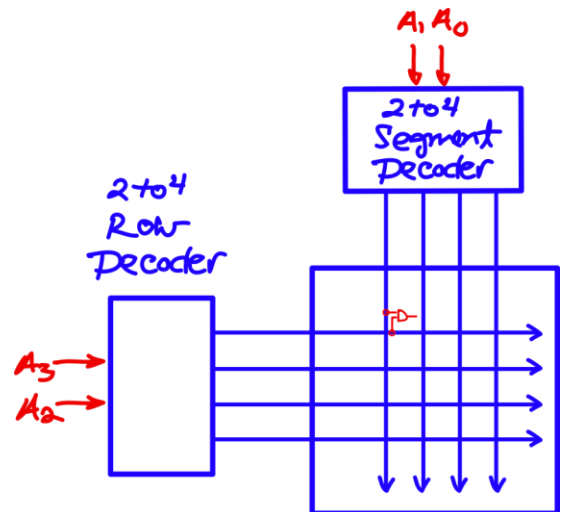 A1 A0
2 to 4
Segment
Decoder
2 to 4
Row
Decoder
A3
A2